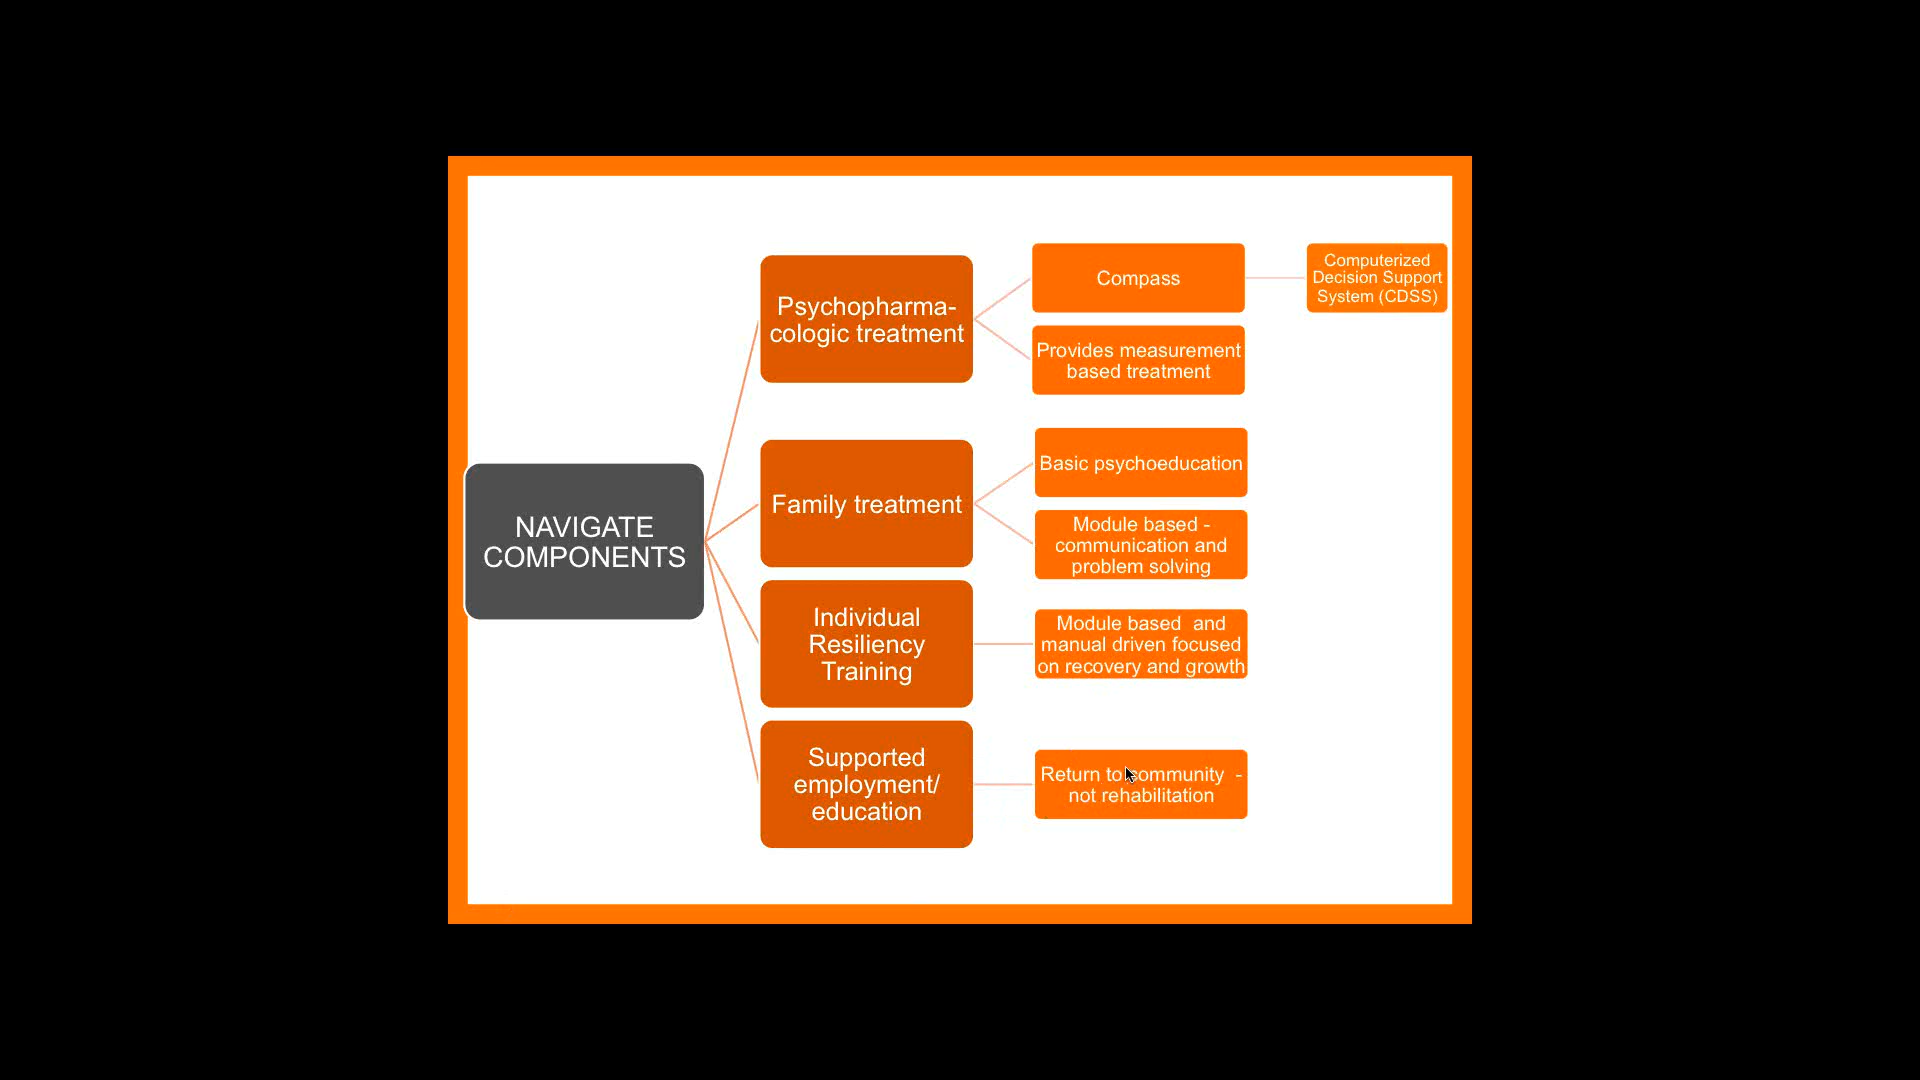 NAVIGATE
COMPONENTS
Psychopharma-
cologic treatment
Compass
Computerized
Decision Support
System (CDSS)
Provides measurement
based treatment
Family treatment
Basic psychoeducation
Module based -
communication and
problem solving
Individual
Resiliency
Training
Module based  and
manual driven focused
on recovery and growth
Supported
employment/
education
Return to community  -
not rehabilitation